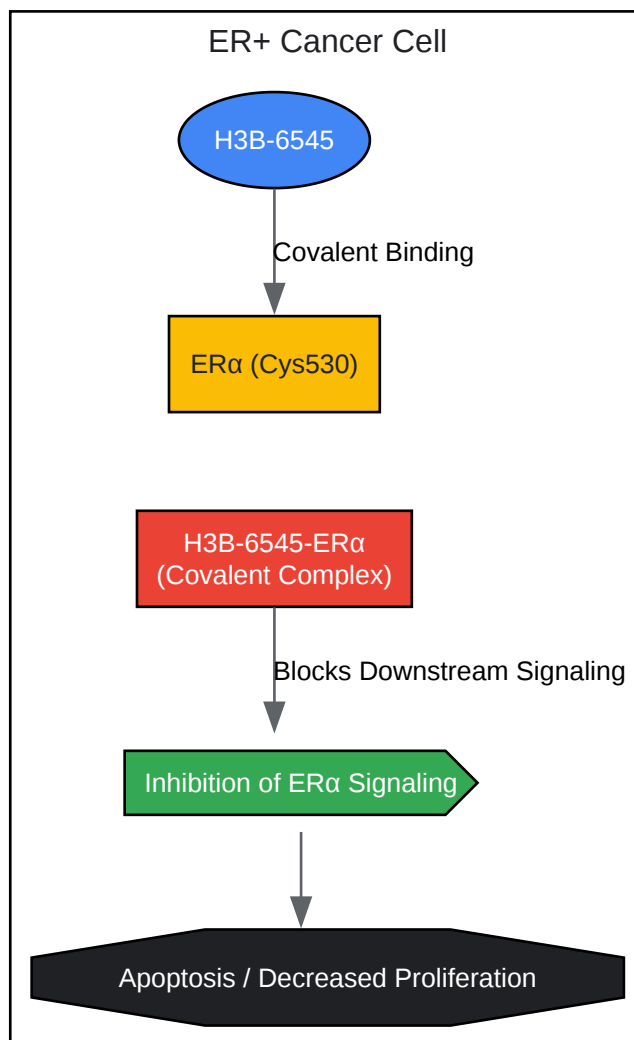 ER+ Cancer Cell
H3B-6545
Covalent Binding
ERα (Cys530)
H3B-6545-ERα
(Covalent Complex)
Blocks Downstream Signaling
Inhibition of ERα Signaling
Apoptosis / Decreased Proliferation